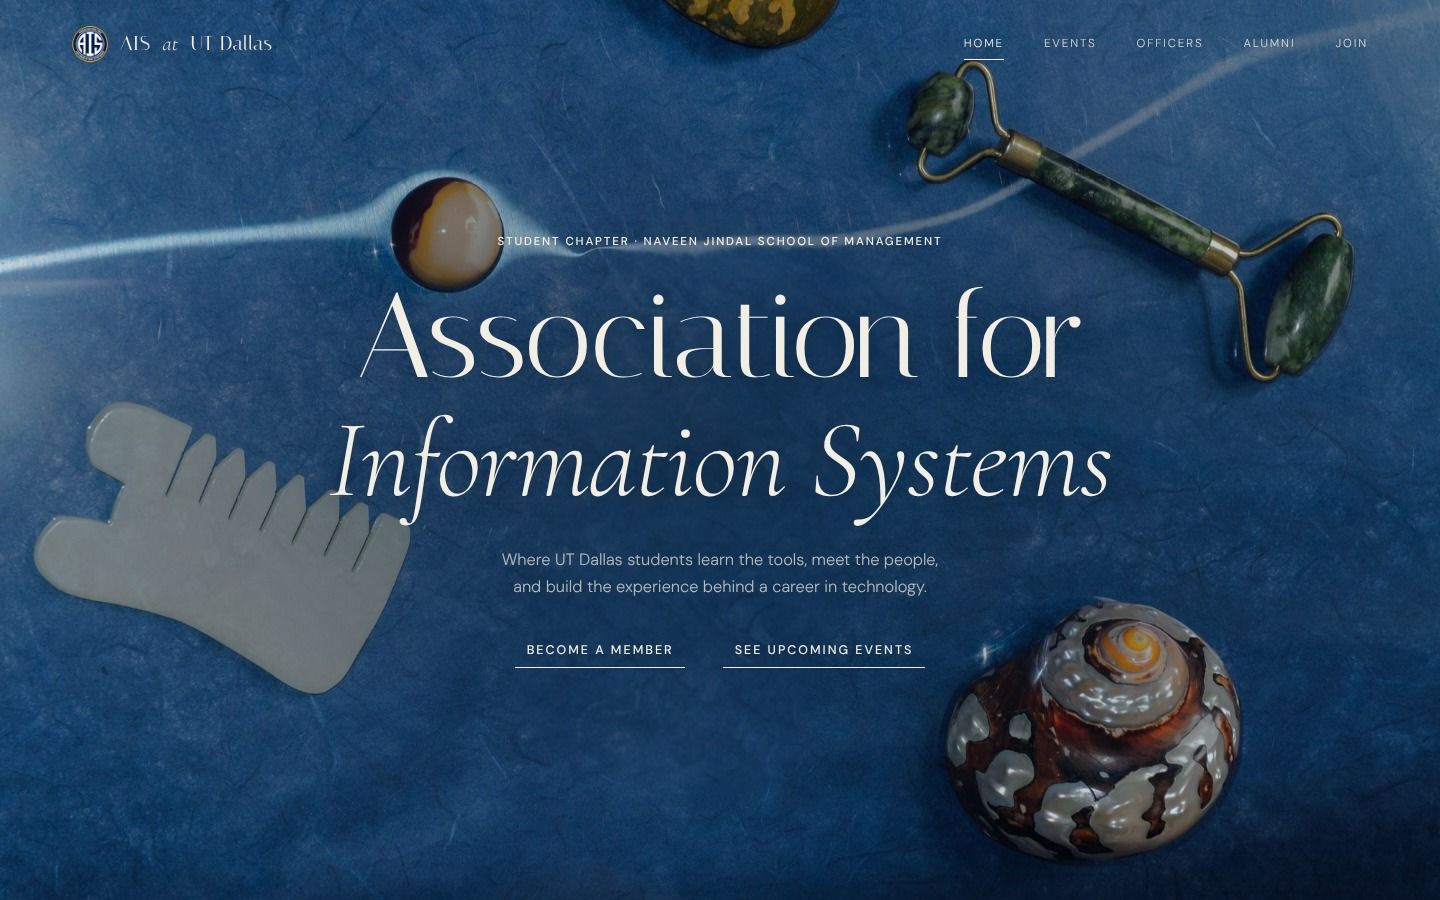 AIS
AIS at UT Dallas
HOME
EVENTS
OFFICERS
ALUMNI
JOIN
STUDENT CHAPTER · NAVEEN JINDAL SCHOOL OF MANAGEMENT
Association for
Information Systems
Where UT Dallas students learn the tools, meet the people,
and build the experience behind a career in technology.
BECOME A MEMBER
SEE UPCOMING EVENTS